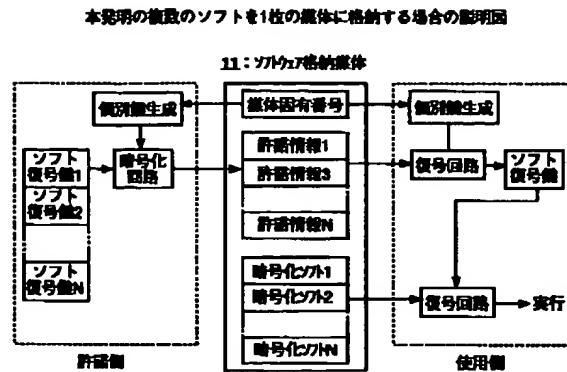 本発明の複数のソフトを1枚の媒体に格納する場合の説明図
11:ソフトウェア格納媒体
個別鍵生成
媒体固有番号
個別鍵生成
ソフト
復号鍵1
ソフト
復号鍵2
ソフト
復号鍵N
暗号化
回路
許諾情報1
許諾情報3
許諾情報N
復号回路
ソフト
復号鍵
暗号化ソフト1
暗号化ソフト2
暗号化ソフトN
復号回路
実行
許諾側
使用側